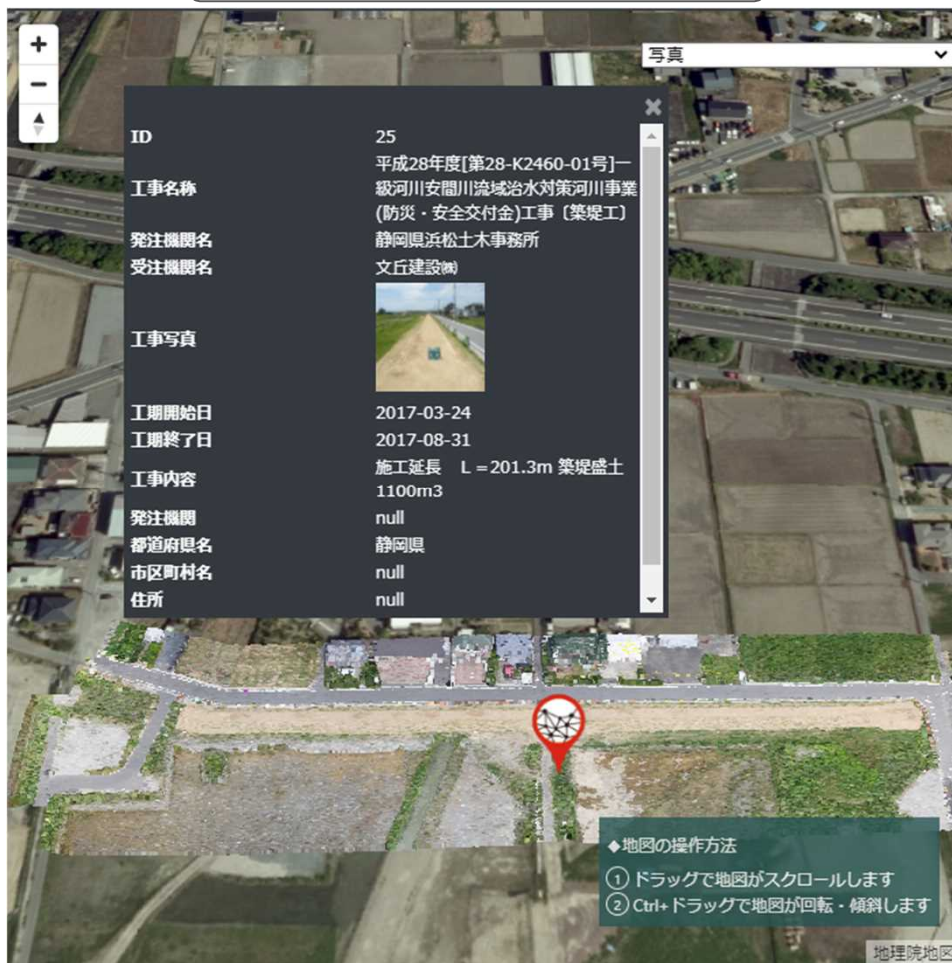 +
写真
−
×
ID 25
工事名称 平成28年度[第28-K2460-01号]一
級河川安間川流域治水対策河川事業
(防災・安全交付金)工事〔築堤工〕
発注機関名 静岡県浜松土木事務所
受注機関名 文丘建設㈱
工事写真
工期開始日 2017-03-24
工期終了日 2017-08-31
工事内容 施工延長 L =201.3m 築堤盛土
1100m3
発注機関 null
都道府県名 静岡県
市区町村名 null
住所 null
◆地図の操作方法
① ドラッグで地図がスクロールします
② Ctrl+ドラッグで地図が回転・傾斜します
地理院地図